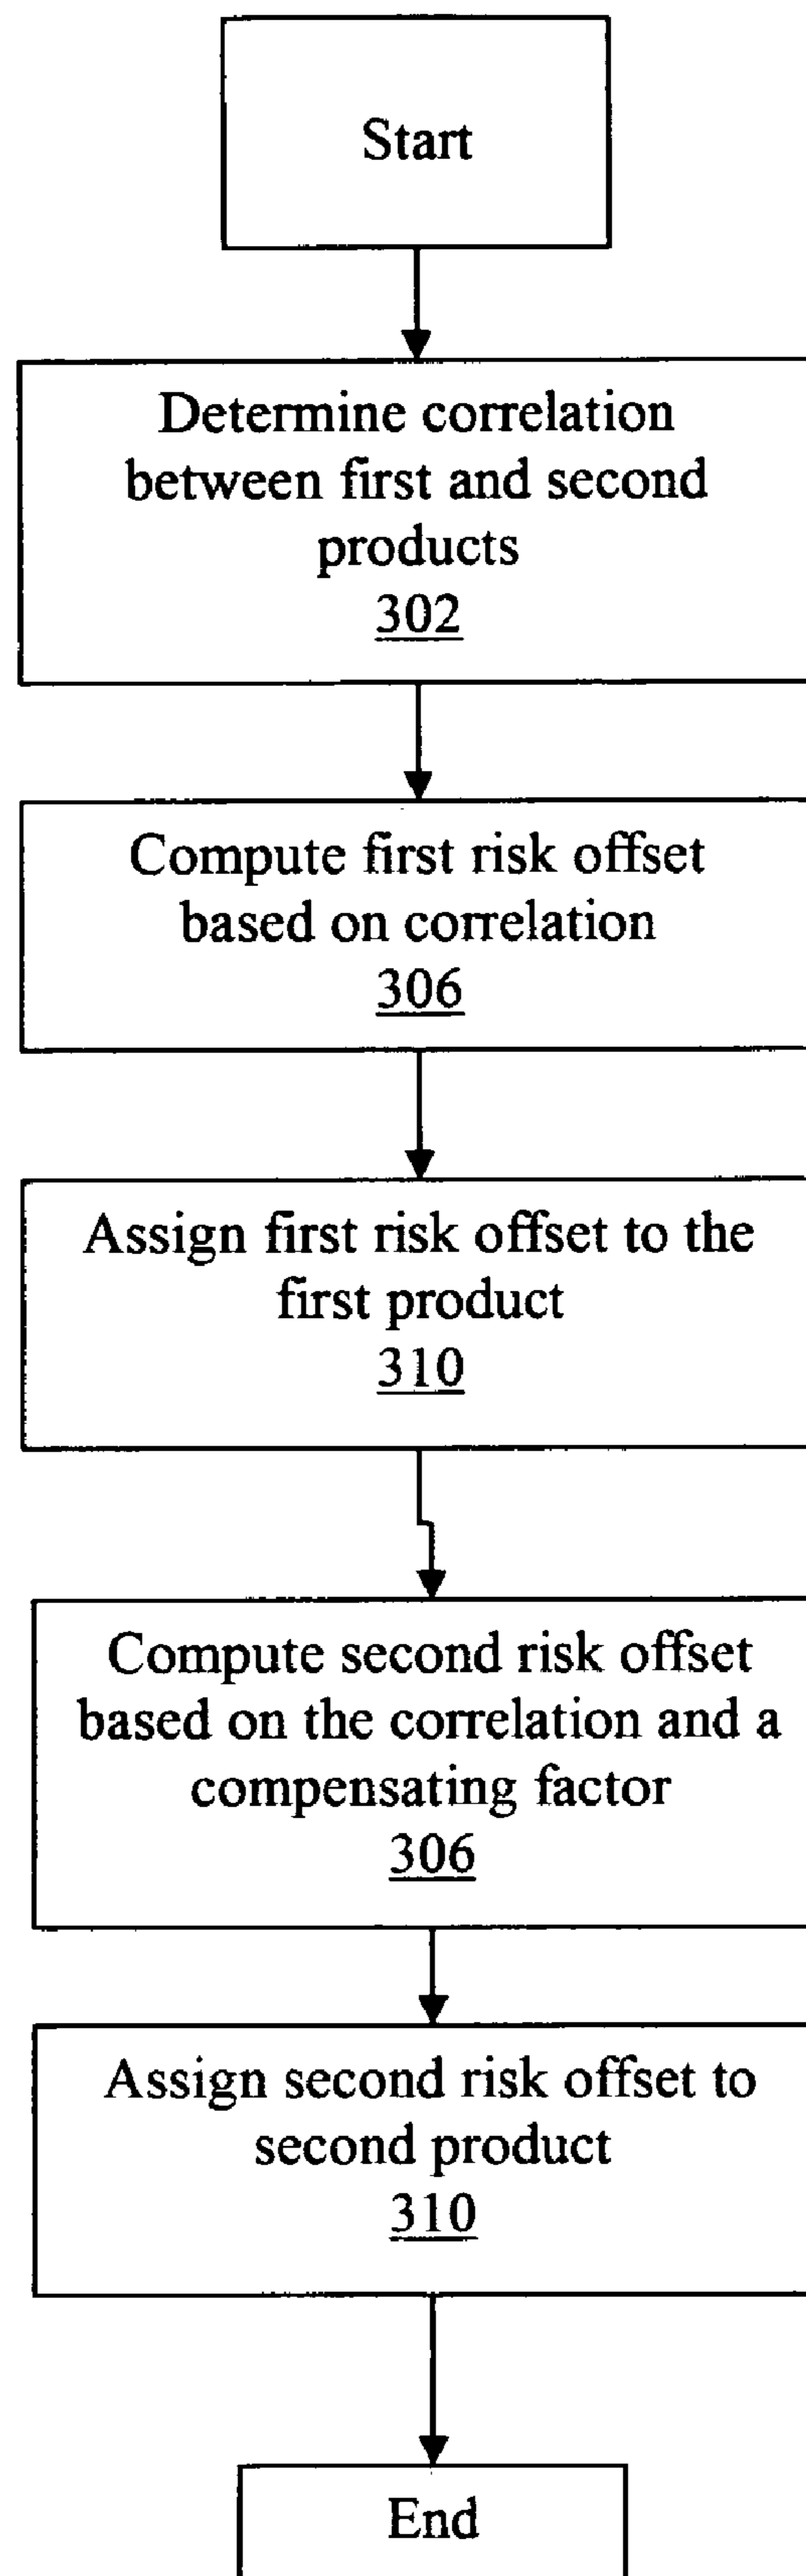 Start
Determine correlation
between first and second
products
302
Compute first risk offset
based on correlation
306
Assign first risk offset to the
first product
310
Compute second risk offset
based on the correlation and a
compensating factor
306
Assign second risk offset to
second product
310
End